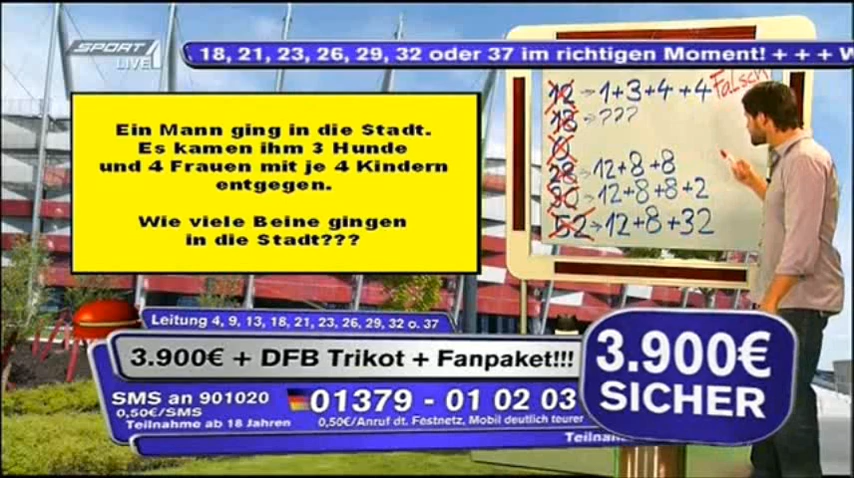 SPORT1
LIVE
18, 21, 23, 26, 29, 32 oder 37 im richtigen Moment! + + + W
Ein Mann ging in die Stadt.
Es kamen ihm 3 Hunde
und 4 Frauen mit je 4 Kindern
entgegen.
Wie viele Beine gingen
in die Stadt???
12 → 1+3+4+4 Falsch
18 → ???
28 → 12+8+8
30 → 12+8+8+2
52 → 12+8+32
Leitung 4, 9, 13, 18, 21, 23, 26, 29, 32 o. 37
3.900€ + DFB Trikot + Fanpaket!!!
3.900€
SICHER
SMS an 901020
0,50€/SMS
Teilnahme ab 18 Jahren
01379 - 01 02 03
0,50€/Anruf dt. Festnetz, Mobil deutlich teurer
Teilnah